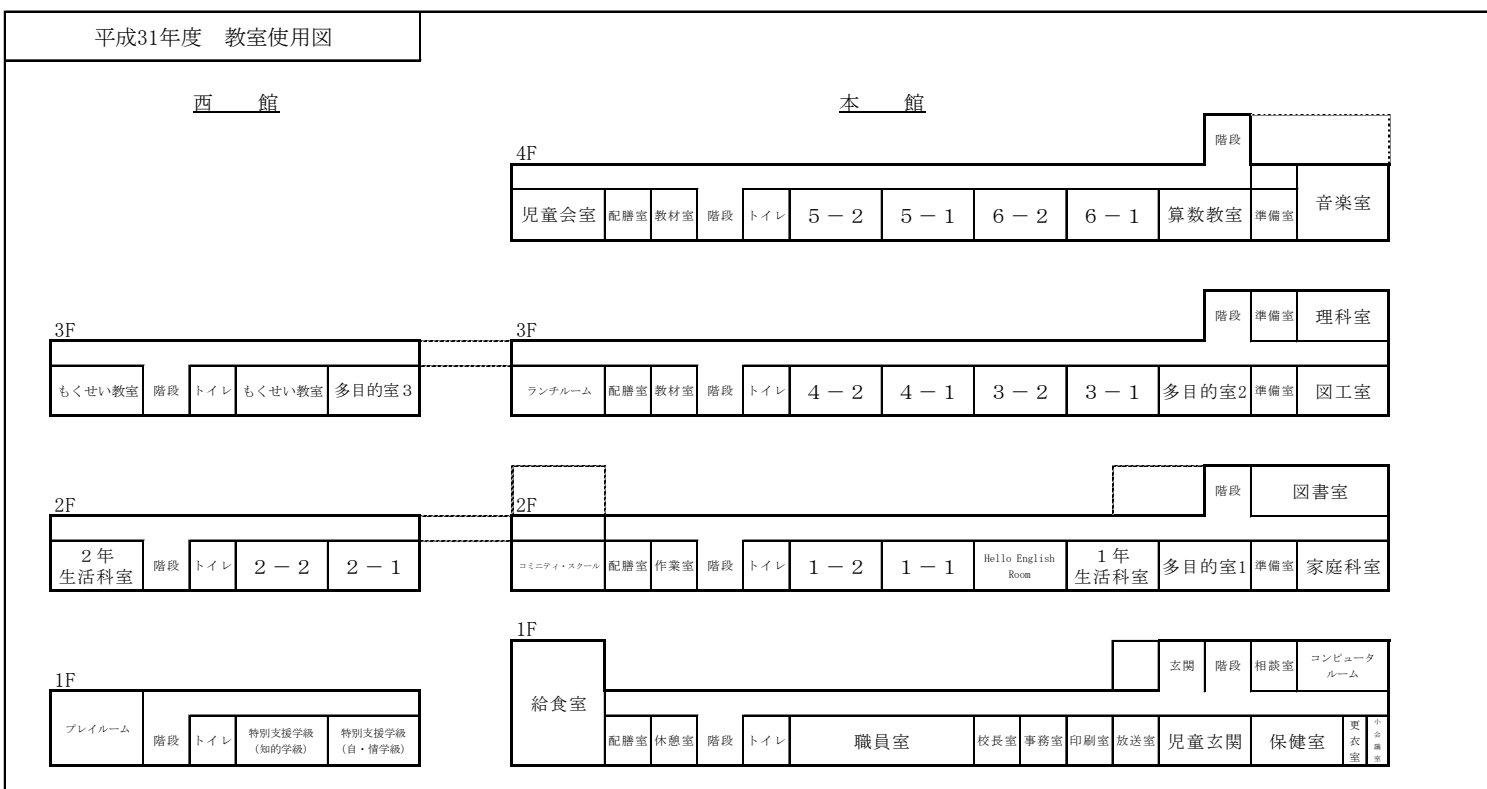 平成31年度　教室使用図
西　館
本　館
4F
階段
児童会室 配膳室 教材室 階段 トイレ 5－2 5－1 6－2 6－1 算数教室 準備室 音楽室
3F
もくせい教室 階段 トイレ もくせい教室 多目的室3
3F
階段 準備室 理科室
ランチルーム 配膳室 教材室 階段 トイレ 4－2 4－1 3－2 3－1 多目的室2 準備室 図工室
2F
2年
生活科室
階段 トイレ 2－2 2－1
2F
階段 図書室
コミニティ・スクール 配膳室 作業室 階段 トイレ 1－2 1－1
Hello English
Room
1年
生活科室
多目的室1 準備室 家庭科室
1F
プレイルーム 階段 トイレ
特別支援学級
(知的学級)
特別支援学級
(自・情学級)
1F
給食室
玄関 階段 相談室
コンピュータ
ルーム
配膳室 休憩室 階段 トイレ 職員室 校長室 事務室 印刷室 放送室 児童玄関 保健室 更衣室 小会議室